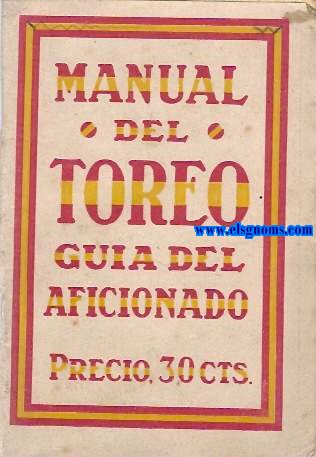 MANUAL
DEL
TOREO
www.elsgnoms.com
GUIA DEL
AFICIONADO
PRECIO, 30 CTS.